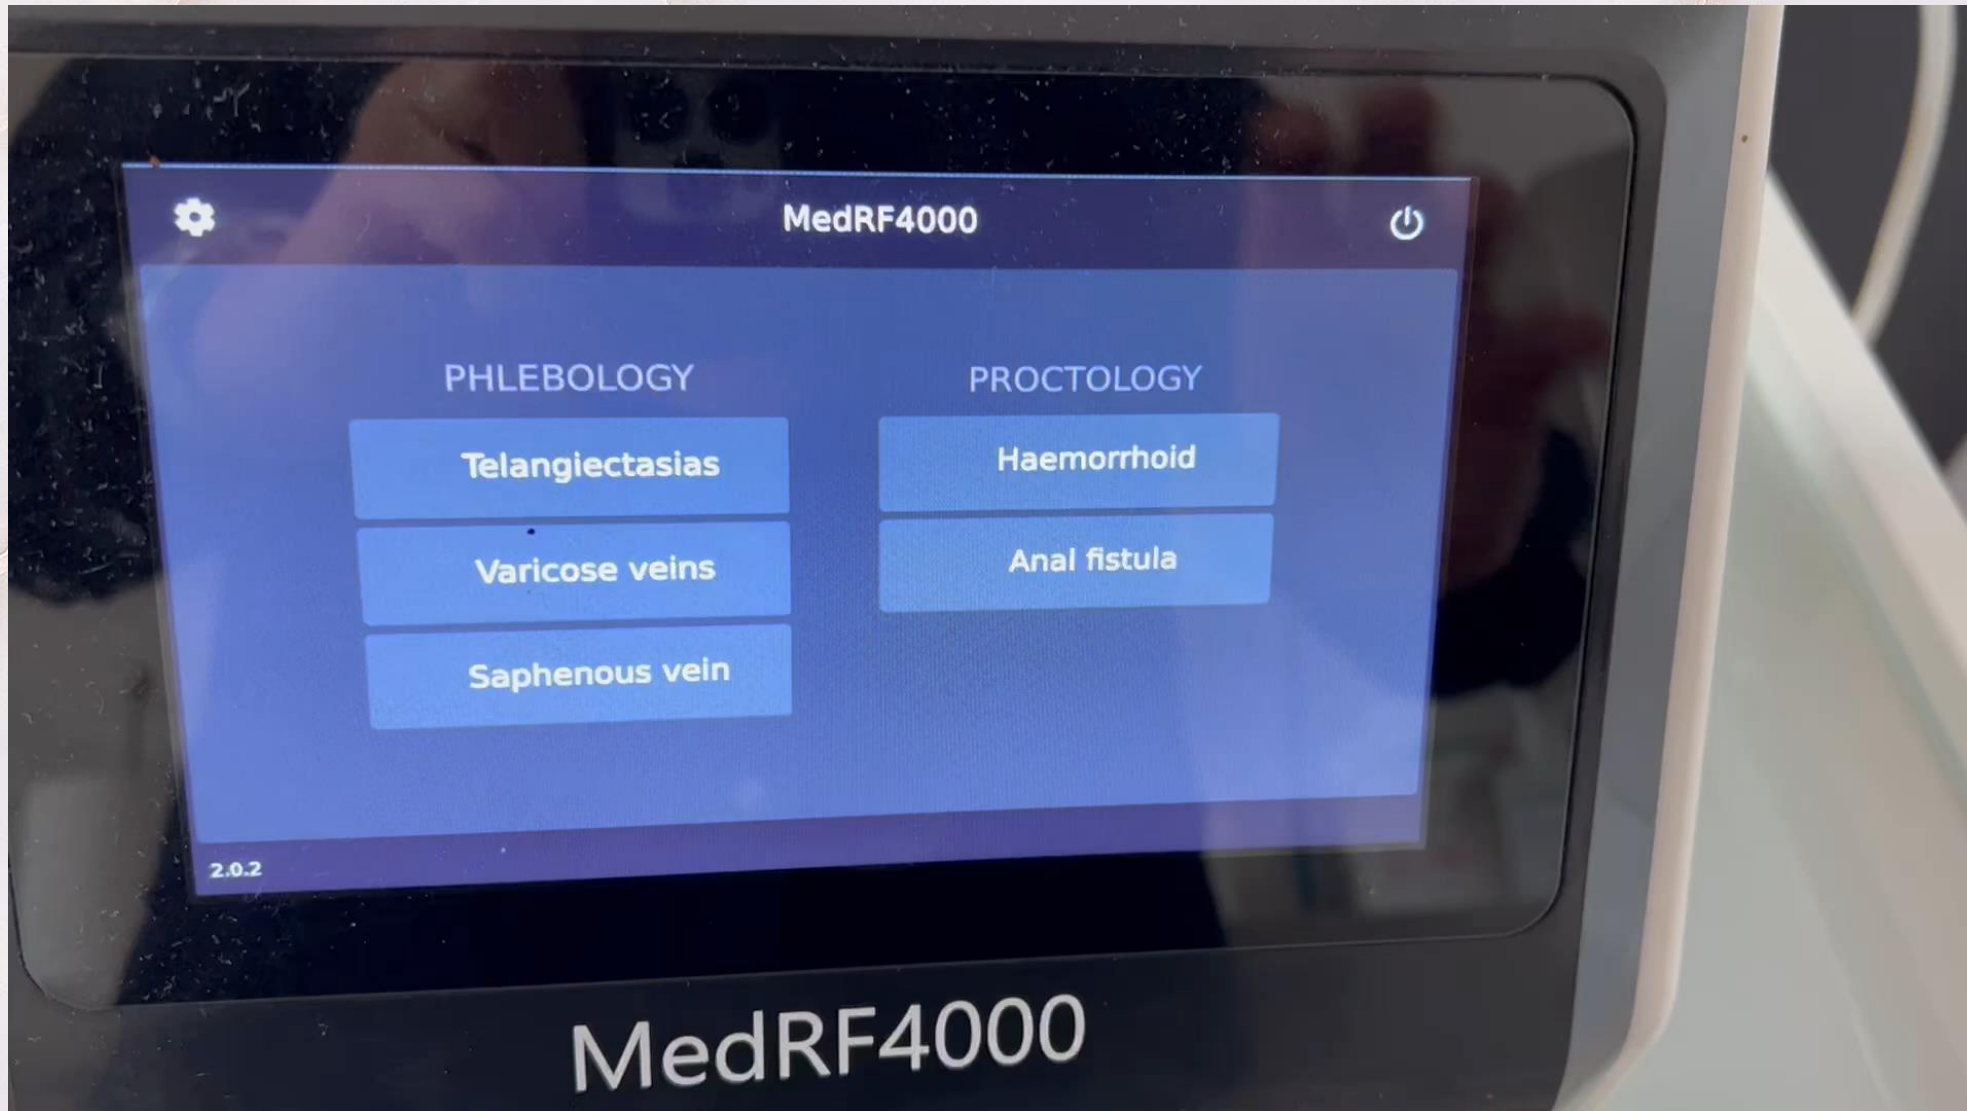 MedRF4000
PHLEBOLOGY
Telangiectasias
Varicose veins
Saphenous vein
PROCTOLOGY
Haemorrhoid
Anal fistula
2.0.2
MedRF4000